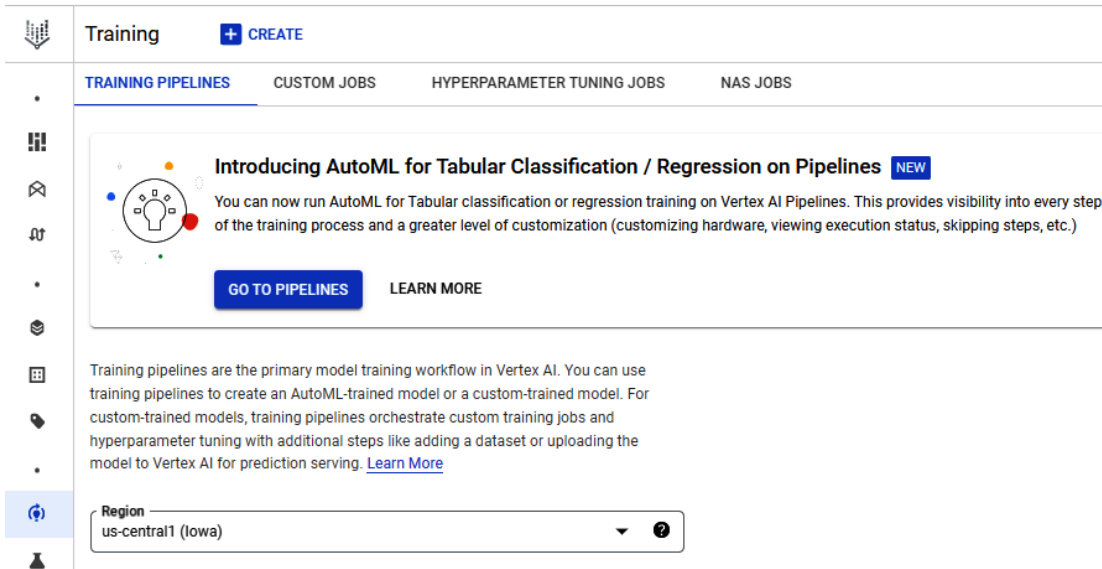 Training CREATE
TRAINING PIPELINES CUSTOM JOBS HYPERPARAMETER TUNING JOBS NAS JOBS
Introducing AutoML for Tabular Classification / Regression on Pipelines NEW
You can now run AutoML for Tabular classification or regression training on Vertex AI Pipelines. This provides visibility into every step
of the training process and a greater level of customization (customizing hardware, viewing execution status, skipping steps, etc.)
GO TO PIPELINES LEARN MORE
Training pipelines are the primary model training workflow in Vertex AI. You can use
training pipelines to create an AutoML-trained model or a custom-trained model. For
custom-trained models, training pipelines orchestrate custom training jobs and
hyperparameter tuning with additional steps like adding a dataset or uploading the
model to Vertex AI for prediction serving. Learn More
Region
us-central1 (Iowa)